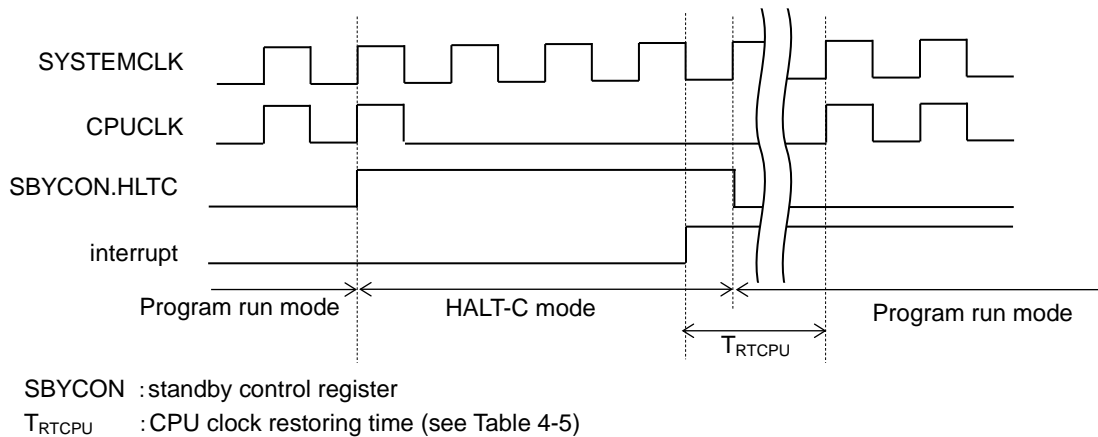 SYSTEMCLK
CPUCLK
SBYCON.HLTC
interrupt
Program run mode HALT-C mode Program run mode
TRTCPU
SBYCON : standby control register
TRTCPU : CPU clock restoring time (see Table 4-5)